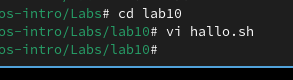 os-intro/Labs# cd lab10
os-intro/Labs/lab10# vi hallo.sh
os-intro/Labs/lab10#